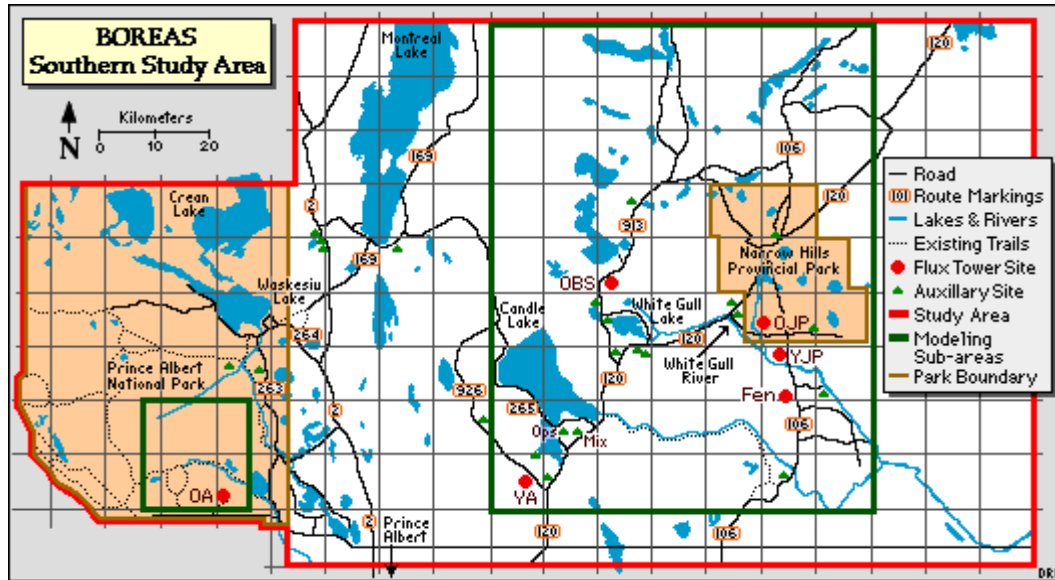 BOREAS
Southern Study Area
Kilometers
0 10 20
N
Montreal
Lake
120
169
106
2
913
120
Crean
Lake
169
Narrow Hills
Provincial Park
OBS
Waskesiu
Lake
Candle
Lake
White Gull
Lake
OJP
264
120
White Gull
River
YJP
Prince Albert
National Park
263
926
120
265
Fen
2
106
Ops
Mix
OA
YA
2
Prince
Albert
120
106
Road
101 Route Markings
Lakes & Rivers
Existing Trails
Flux Tower Site
Auxillary Site
Study Area
Modeling
Sub-areas
Park Boundary